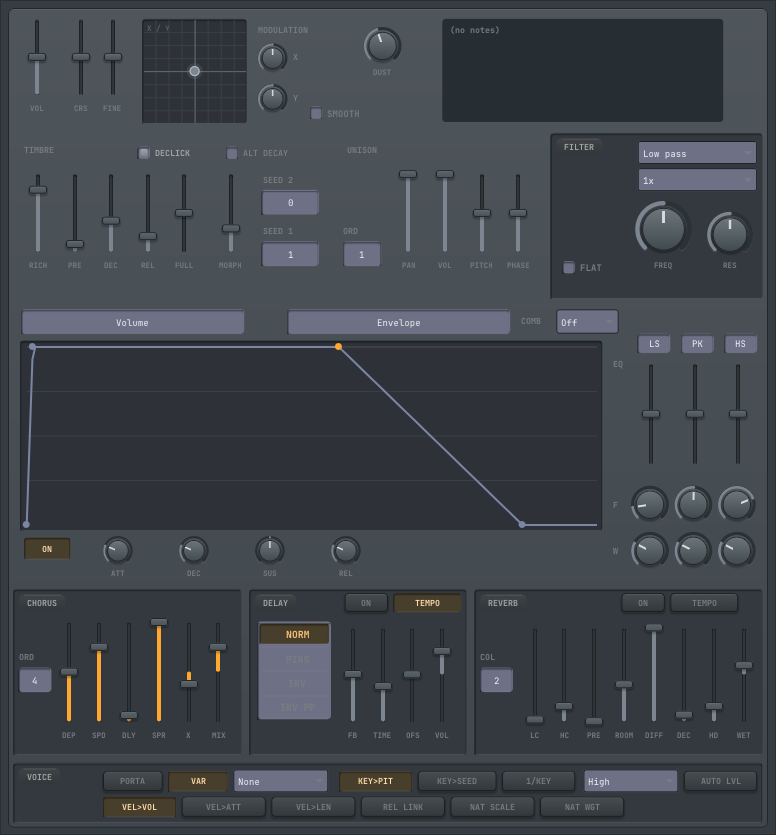 X / Y
MODULATION
(no notes)
X
DUST
Y
VOL CRS FINE
SMOOTH
TIMBRE DECLICK ALT DECAY UNISON FILTER
Low pass
1x
SEED 2
0
SEED 1 ORD
1 1
RICH PRE DEC REL FULL MORPH PAN VOL PITCH PHASE
FLAT FREQ RES
Volume Envelope COMB Off
LS PK HS
EQ
F
ON
W
ATT DEC SUS REL
CHORUS DELAY ON TEMPO REVERB ON TEMPO
NORM
PING
INV
INV PP
ORD COL
4 2
DEP SPD DLY SPR X MIX FB TIME OFS VOL LC HC PRE ROOM DIFF DEC HD WET
VOICE PORTA VAR None KEY>PIT KEY>SEED 1/KEY High AUTO LVL
VEL>VOL VEL>ATT VEL>LEN REL LINK NAT SCALE NAT WGT